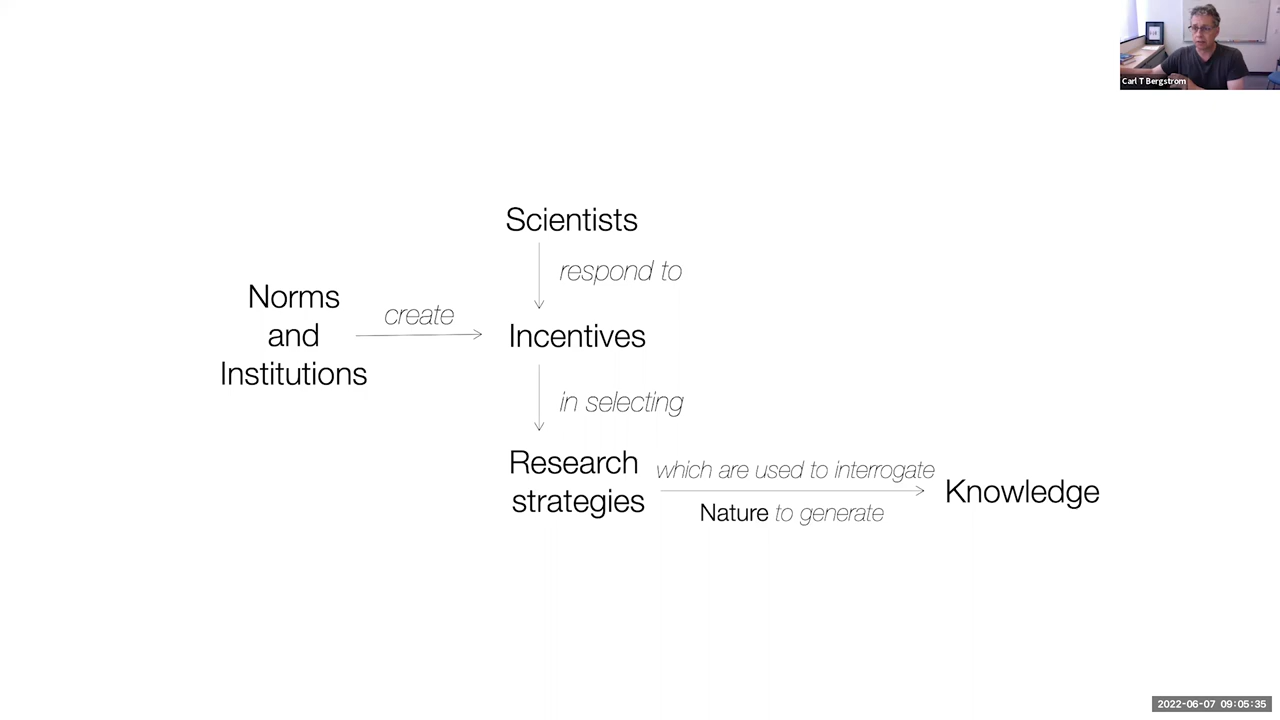 Carl T Bergstrom
Scientists
respond to
Norms
and
Institutions
create
Incentives
in selecting
Research
strategies
which are used to interrogate
Nature to generate
Knowledge
2022-06-07 09:05:35